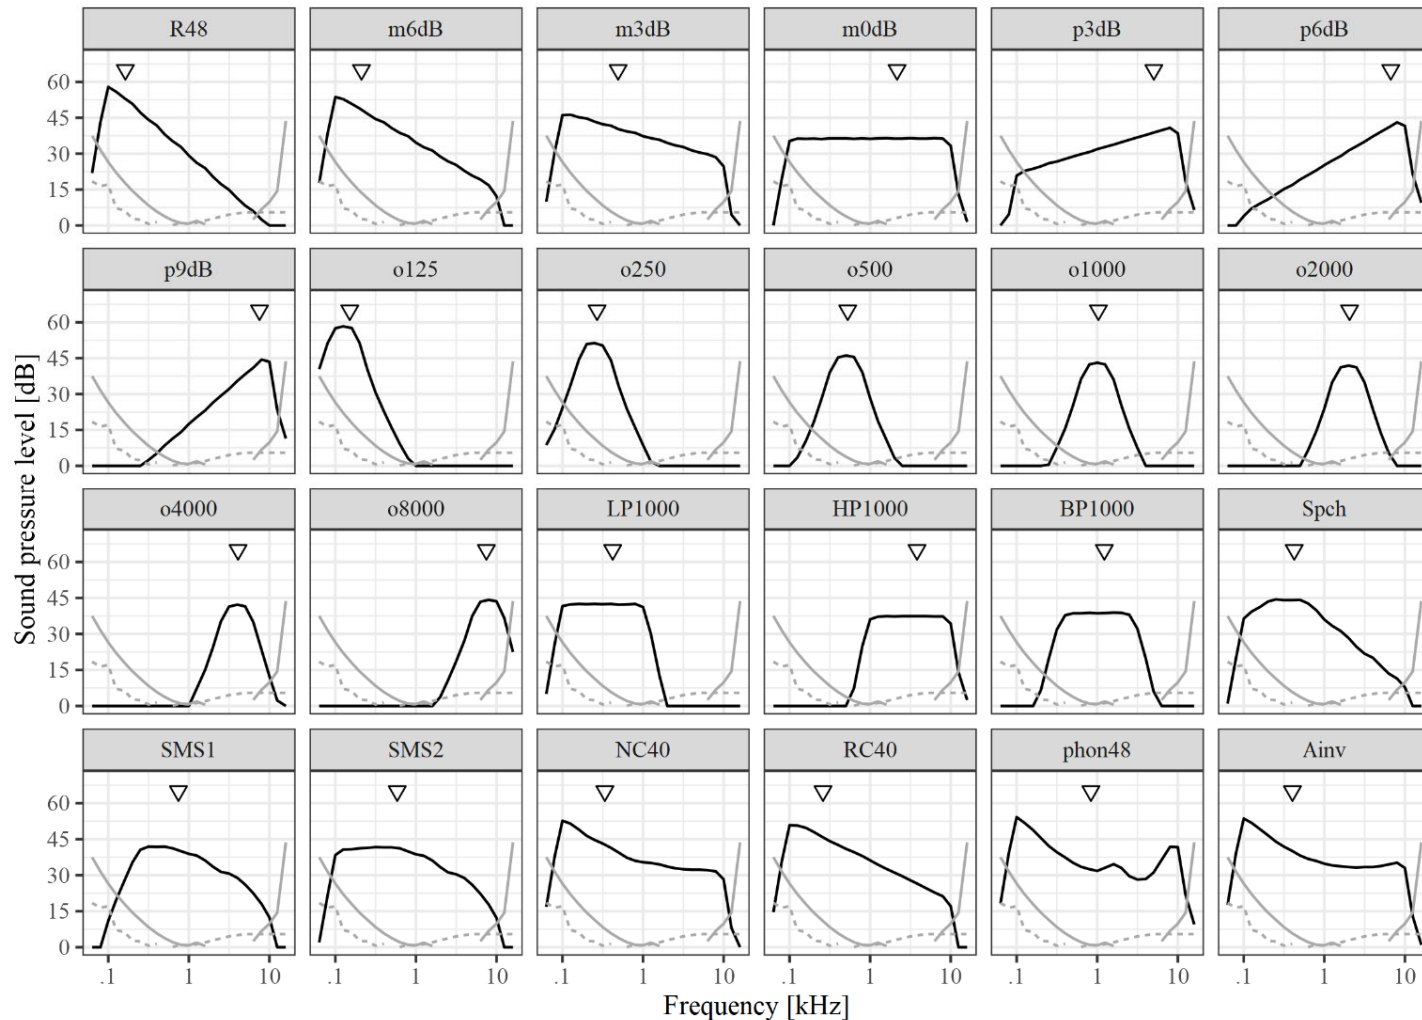 R48 m6dB m3dB m0dB p3dB p6dB
60
45
30
15
0
p9dB o125 o250 o500 o1000 o2000
60
45
30
15
0
o4000 o8000 LP1000 HP1000 BP1000 Spch
60
45
30
15
0
SMS1 SMS2 NC40 RC40 phon48 Ainv
60
45
30
15
0
.1 1 10 .1 1 10 .1 1 10 .1 1 10 .1 1 10 .1 1 10
Sound pressure level [dB]
Frequency [kHz]